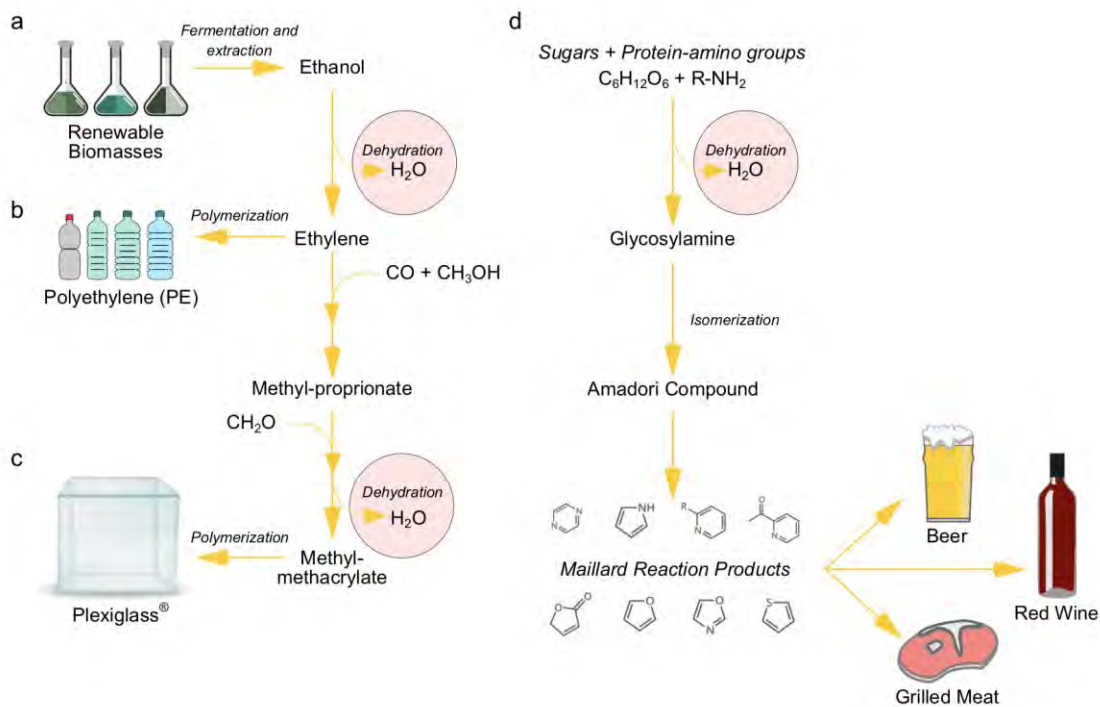 a
Fermentation and
extraction
Ethanol
Renewable
Biomasses
Dehydration
H₂O
b
Polymerization
Ethylene
CO + CH₃OH
Polyethylene (PE)
Methyl-proprionate
CH₂O
c
Dehydration
H₂O
Polymerization
Methyl-
methacrylate
Plexiglass®
d
Sugars + Protein-amino groups
C₆H₁₂O₆ + R-NH₂
Dehydration
H₂O
Glycosylamine
Isomerization
Amadori Compound
N
N
NH
R
N
O
N
Maillard Reaction Products
O
O
O
O
N
S
Beer
Red Wine
Grilled Meat